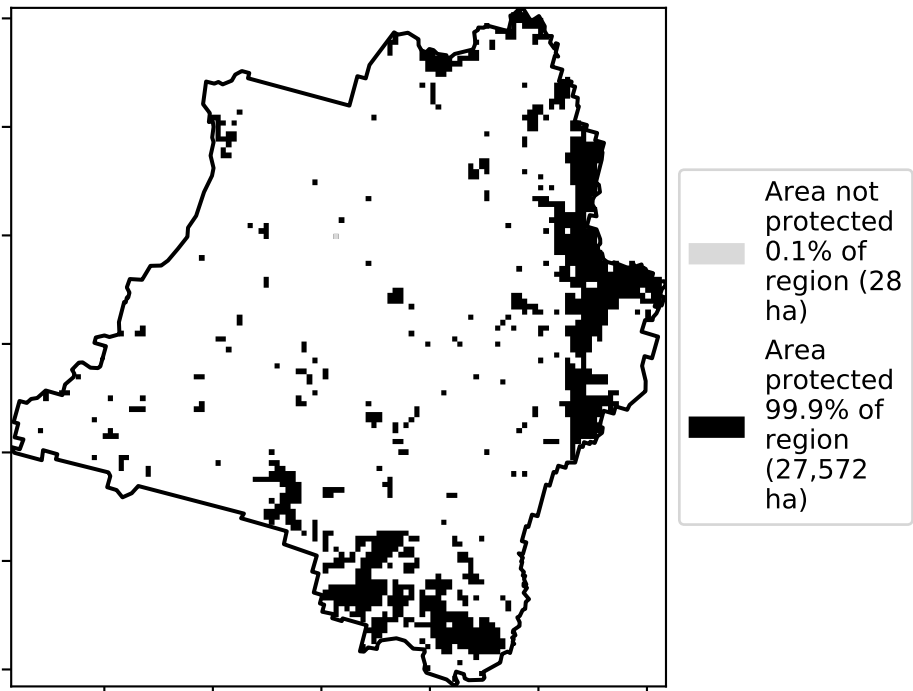 Area not
protected
0.1% of
region (28
ha)
Area
protected
99.9% of
region
(27,572
ha)